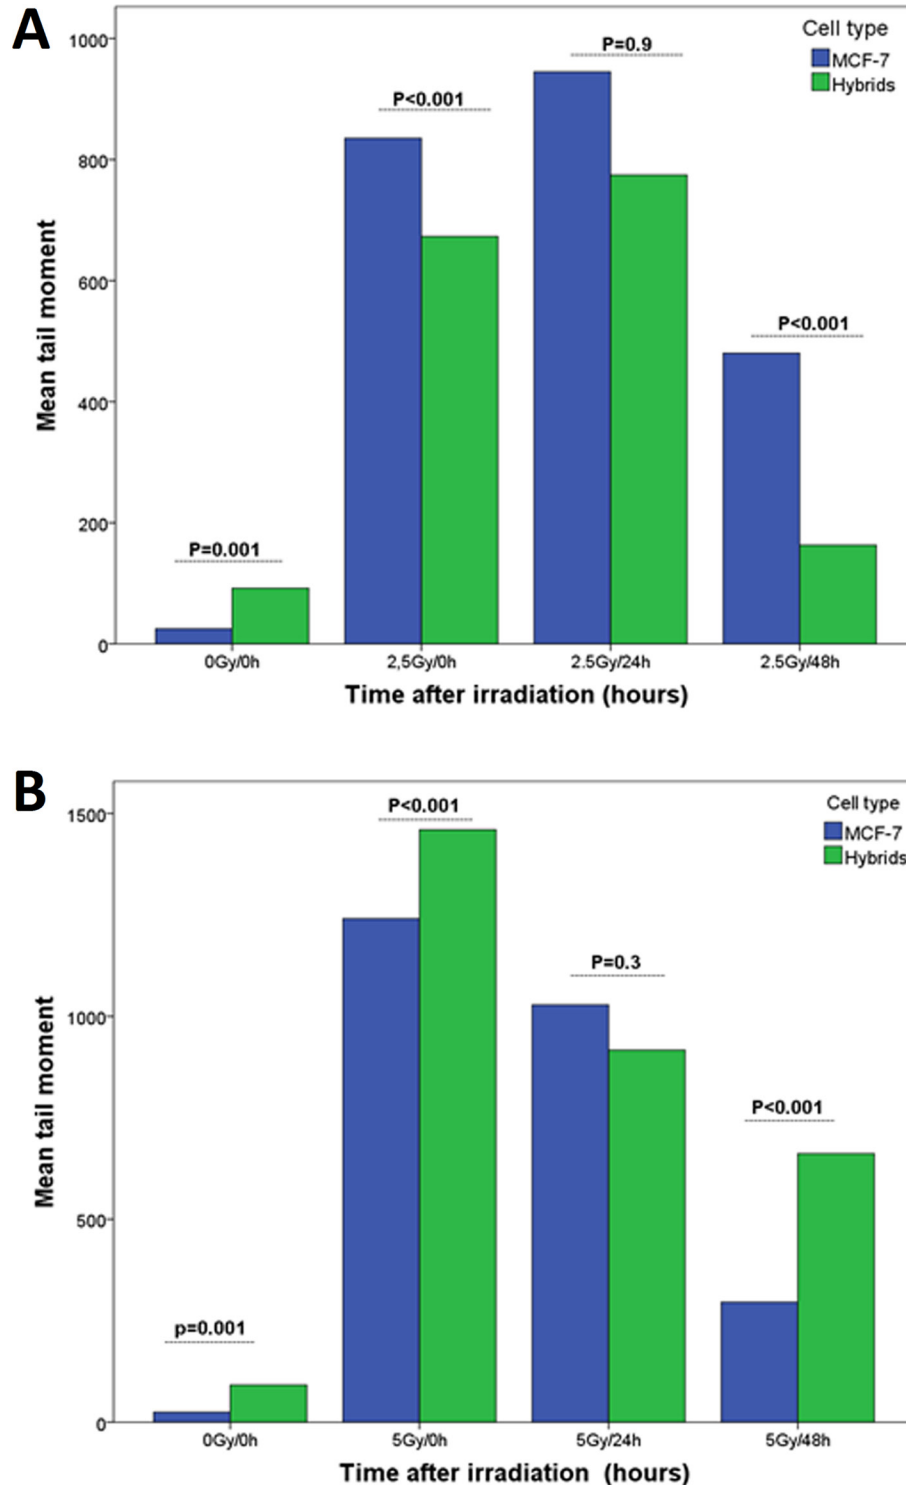 A
Cell type
MCF-7
Hybrids
P=0.9
P<0.001
P<0.001
P=0.001
1000
800
600
400
200
0
Mean tail moment
0Gy/0h
2,5Gy/0h
2.5Gy/24h
2.5Gy/48h
Time after irradiation (hours)
B
Cell type
MCF-7
Hybrids
P<0.001
P=0.3
P<0.001
p=0.001
1500
1000
500
0
Mean tail moment
0Gy/0h
5Gy/0h
5Gy/24h
5Gy/48h
Time after irradiation (hours)